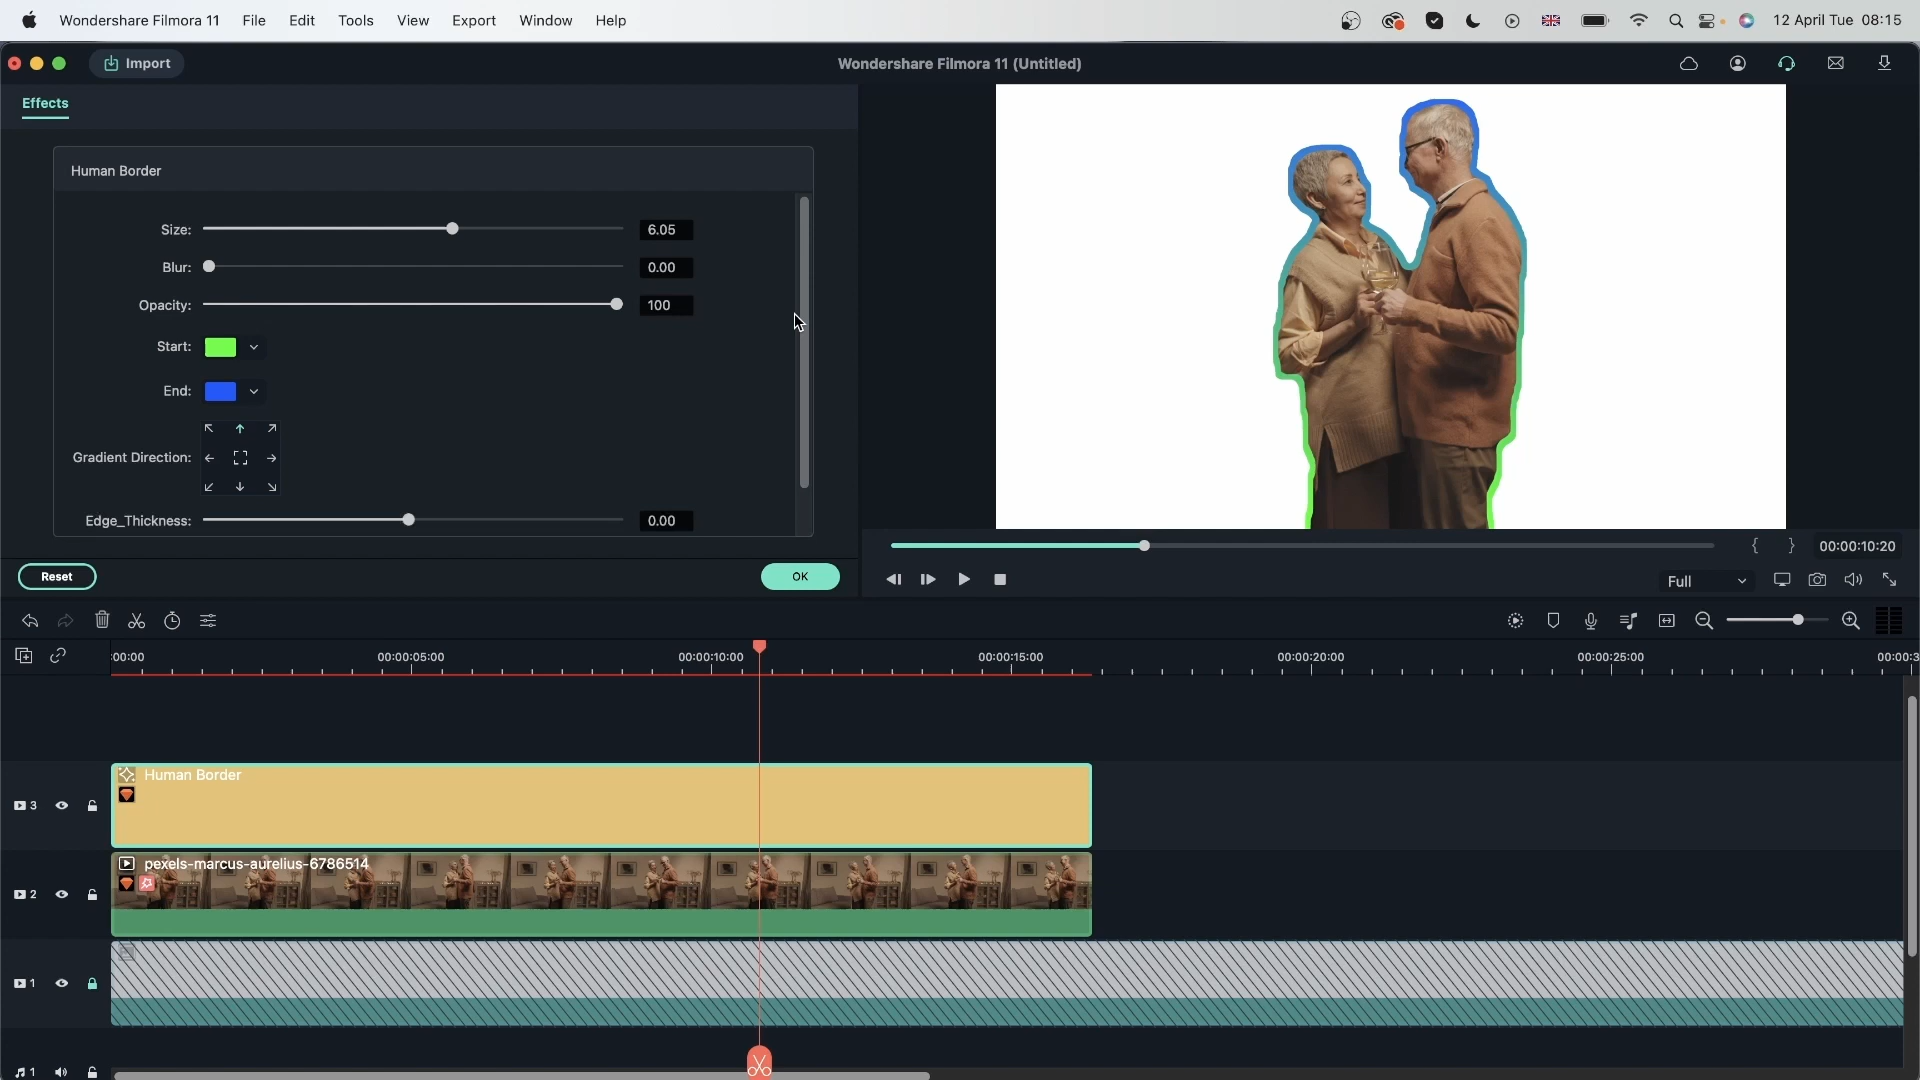 Wondershare Filmora 11 File Edit Tools View Export Window Help 12 April Tue 08:15
Import Wondershare Filmora 11 (Untitled)
Effects
Human Border
Size: 6.05
Blur: 0.00
Opacity: 100
Start:
End:
Gradient Direction:
Edge_Thickness: 0.00
Reset OK
{ } 00:00:10:20
Full
:00:00 00:00:05:00 00:00:10:00 00:00:15:00 00:00:20:00 00:00:25:00 00:00:3
Human Border
3
pexels-marcus-aurelius-6786514
2
1
1